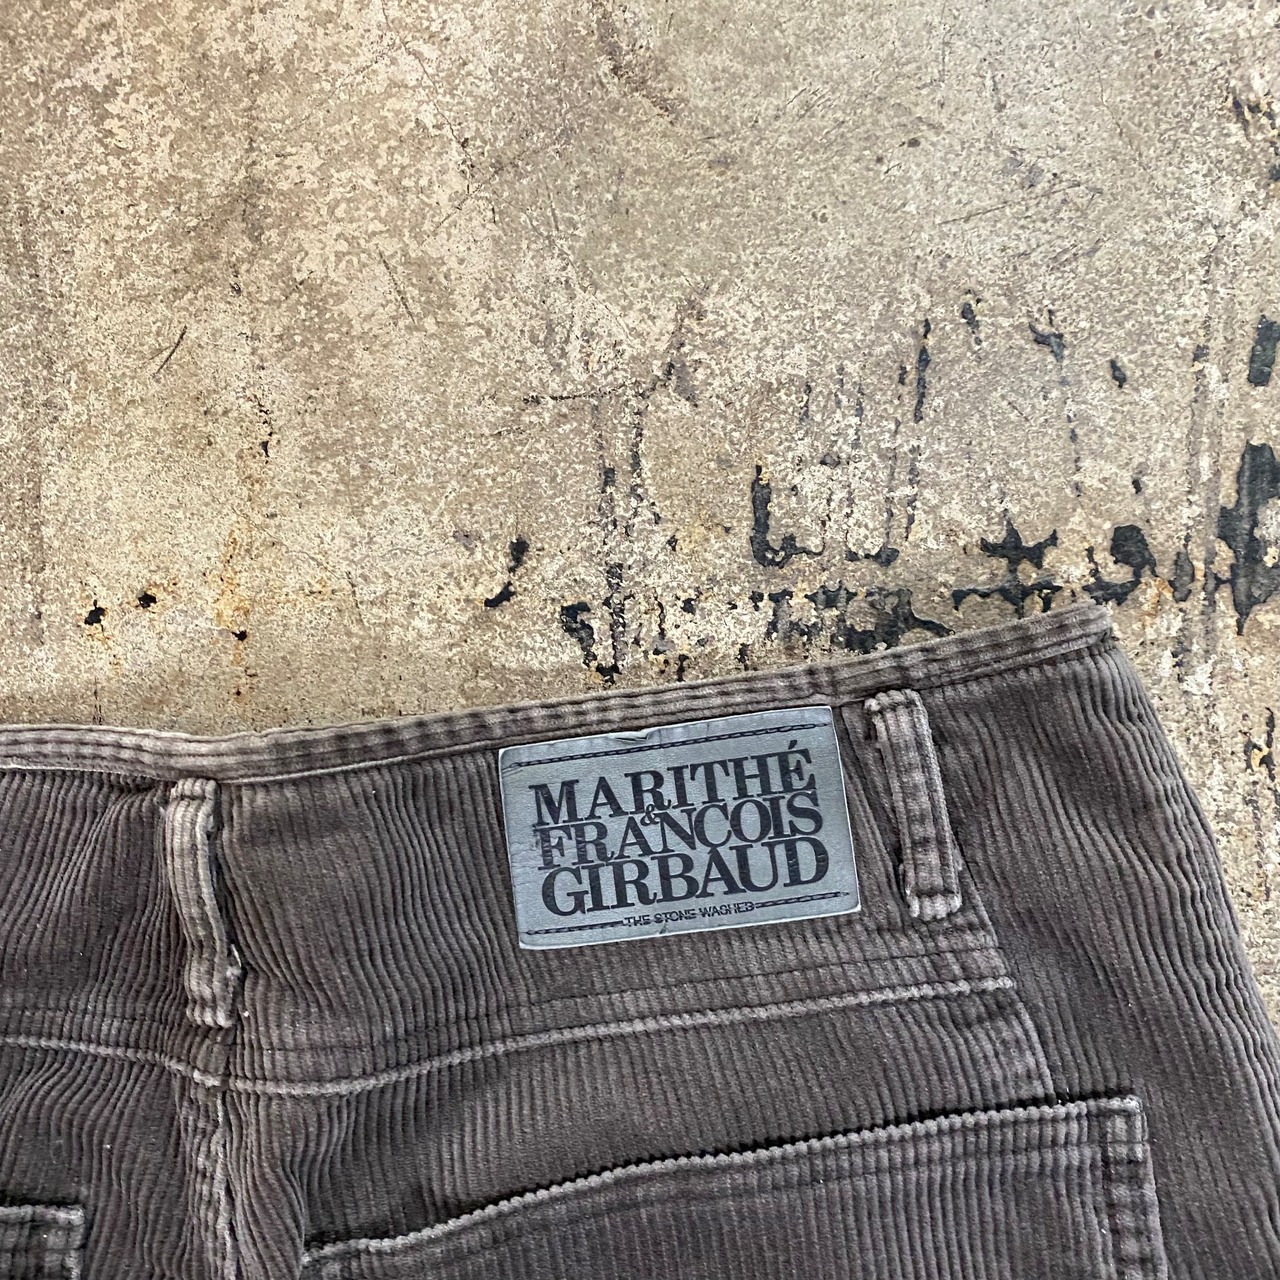 MARITHÉ
&
FRANCOIS
GIRBAUD
THE STONE WASHED